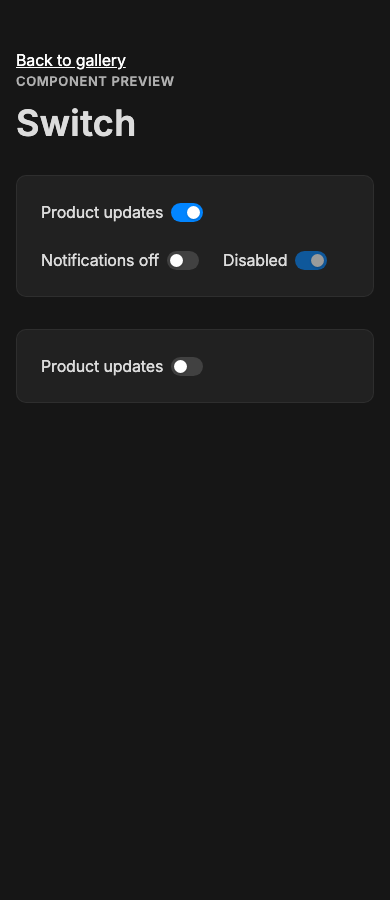 Back to gallery
COMPONENT PREVIEW
Switch
Product updates
Notifications off Disabled
Product updates